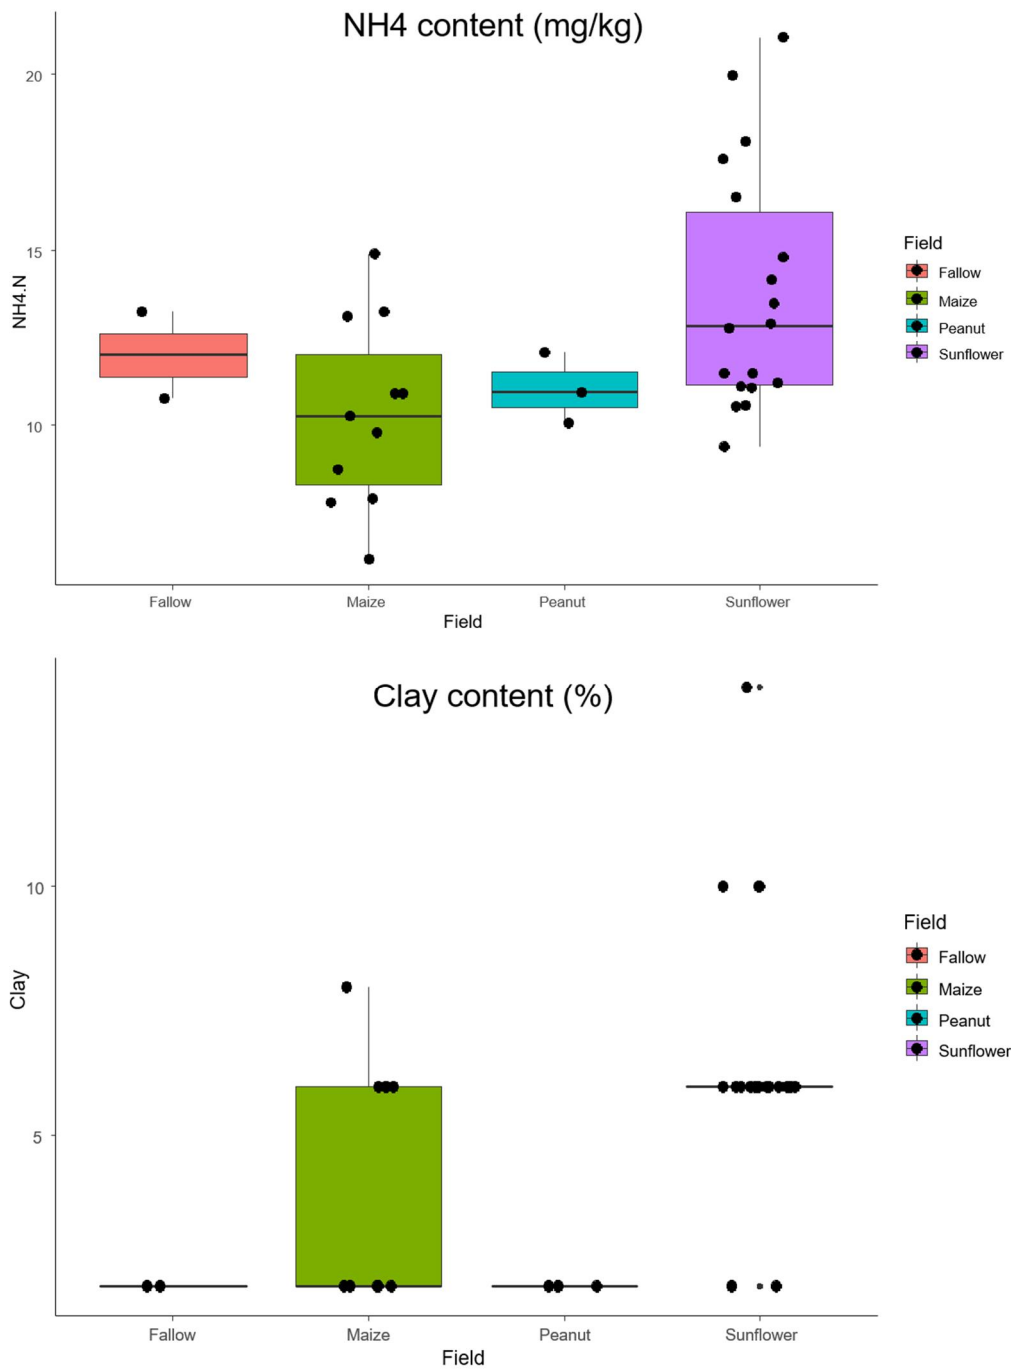 NH4 content (mg/kg)
20
15
10
NH4.N
Fallow Maize Peanut Sunflower
Field
Field
Fallow
Maize
Peanut
Sunflower
Clay content (%)
10
5
Clay
Fallow Maize Peanut Sunflower
Field
Field
Fallow
Maize
Peanut
Sunflower